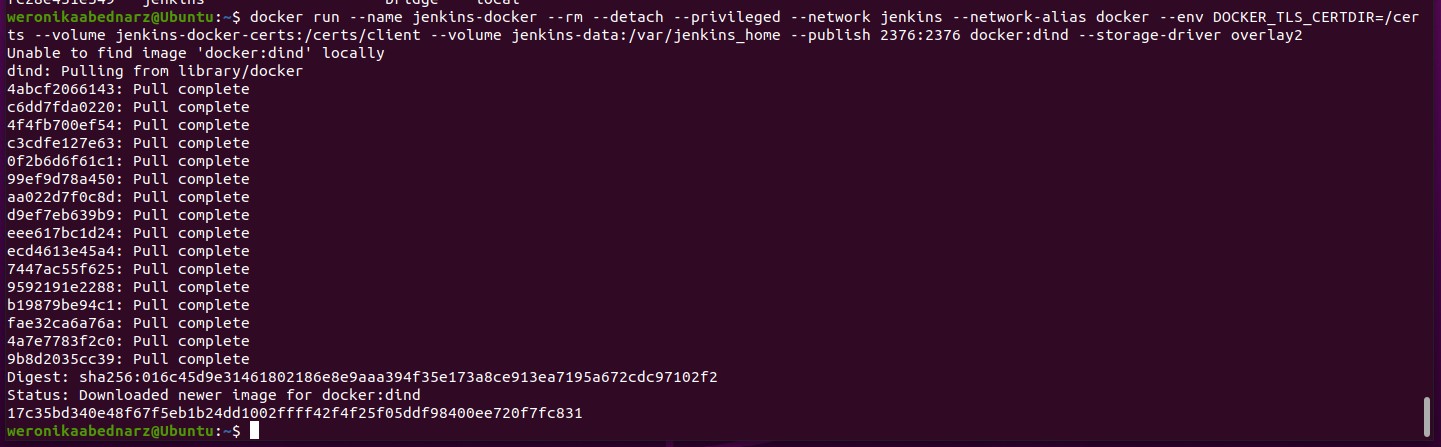 weronikaabednarz@Ubuntu:~$ docker run --name jenkins-docker --rm --detach --privileged --network jenkins --network-alias docker --env DOCKER_TLS_CERTDIR=/cer
ts --volume jenkins-docker-certs:/certs/client --volume jenkins-data:/var/jenkins_home --publish 2376:2376 docker:dind --storage-driver overlay2
Unable to find image 'docker:dind' locally
dind: Pulling from library/docker
4abcf2066143: Pull complete
c6dd7fda0220: Pull complete
4f4fb700ef54: Pull complete
c3cdfe127e63: Pull complete
0f2b6d6f61c1: Pull complete
99ef9d78a450: Pull complete
aa022d7f0c8d: Pull complete
d9ef7eb639b9: Pull complete
eee617bc1d24: Pull complete
ecd4613e45a4: Pull complete
7447ac55f625: Pull complete
9592191e2288: Pull complete
b19879be94c1: Pull complete
fae32ca6a76a: Pull complete
4a7e7783f2c0: Pull complete
9b8d2035cc39: Pull complete
Digest: sha256:016c45d9e31461802186e8e9aaa394f35e173a8ce913ea7195a672cdc97102f2
Status: Downloaded newer image for docker:dind
17c35bd340e48f67f5eb1b24dd1002ffff42f4f25f05ddf98400ee720f7fc831
weronikaabednarz@Ubuntu:~$